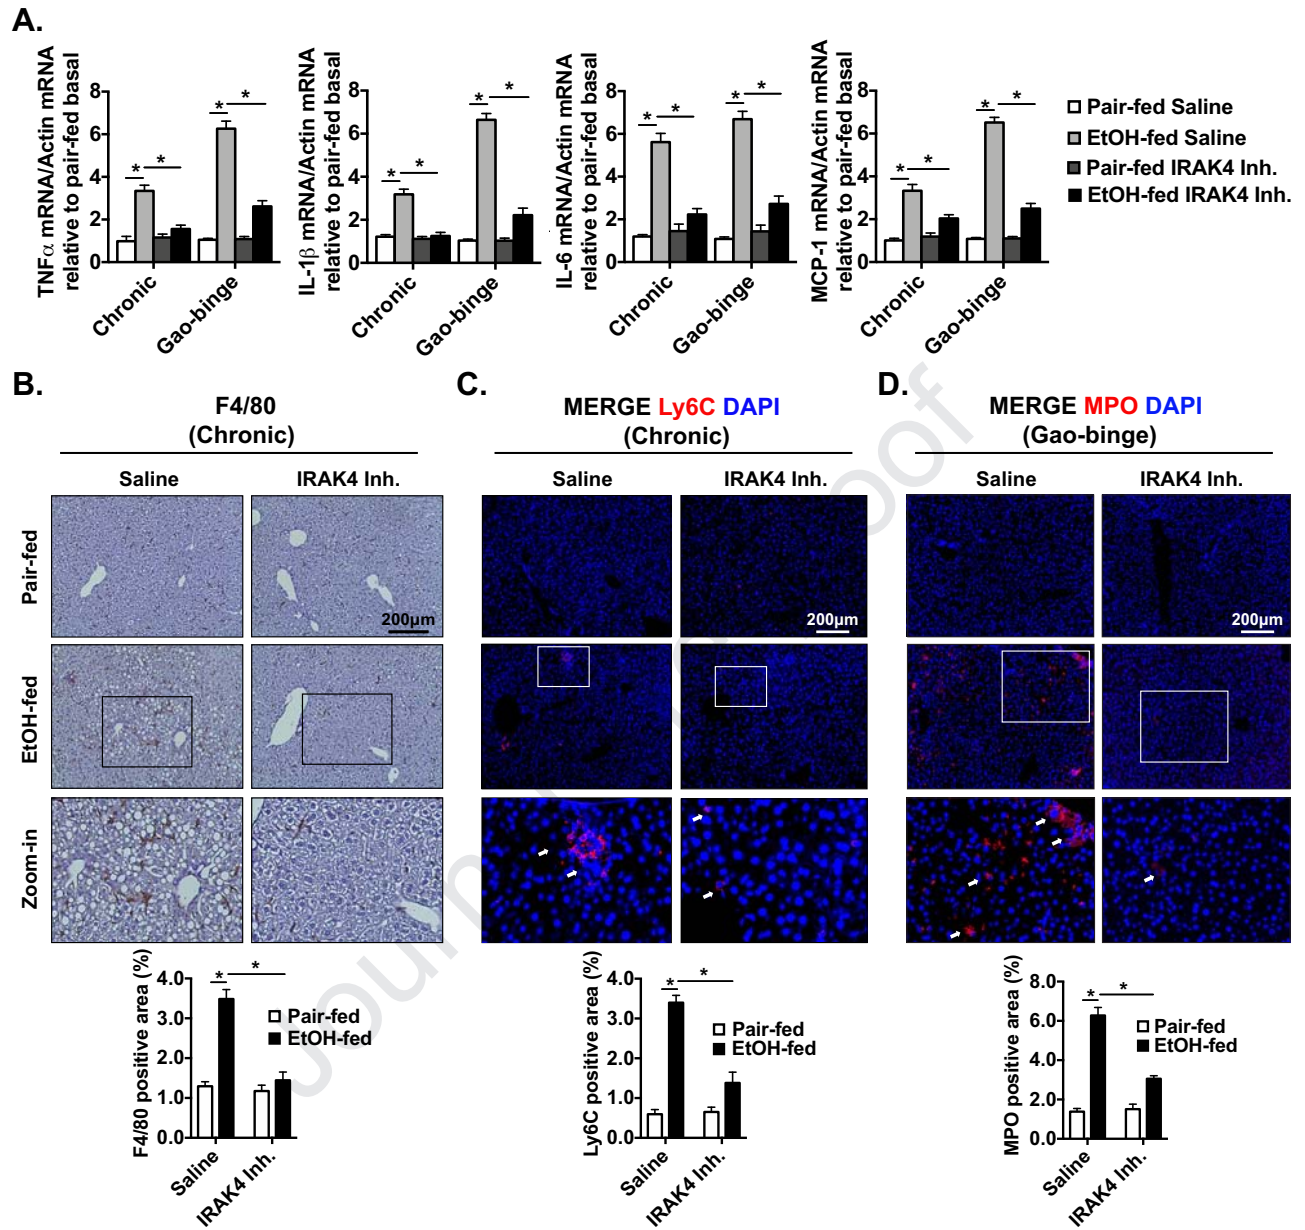 A.
TNFα mRNA/Actin mRNA
relative to pair-fed basal
8
6
4
2
0
*
*
*
*
Chronic
Gao-binge
IL-1β mRNA/Actin mRNA
relative to pair-fed basal
8
6
4
2
0
*
*
*
*
Chronic
Gao-binge
IL-6 mRNA/Actin mRNA
relative to pair-fed basal
8
6
4
2
0
*
*
*
*
Chronic
Gao-binge
MCP-1 mRNA/Actin mRNA
relative to pair-fed basal
8
6
4
2
0
*
*
*
*
Chronic
Gao-binge
Pair-fed Saline
EtOH-fed Saline
Pair-fed IRAK4 Inh.
EtOH-fed IRAK4 Inh.
B.
F4/80
(Chronic)
Saline IRAK4 Inh.
Pair-fed
200μm
EtOH-fed
Zoom-in
F4/80 positive area (%)
4.0
3.0
2.0
1.0
0.0
*
*
Pair-fed
EtOH-fed
Saline
IRAK4 Inh.
C.
MERGE Ly6C DAPI
(Chronic)
Saline IRAK4 Inh.
200μm
Ly6C positive area (%)
4.0
3.0
2.0
1.0
0.0
*
*
Pair-fed
EtOH-fed
Saline
IRAK4 Inh.
D.
MERGE MPO DAPI
(Gao-binge)
Saline IRAK4 Inh.
200μm
MPO positive area (%)
8.0
6.0
4.0
2.0
0.0
*
*
Pair-fed
EtOH-fed
Saline
IRAK4 Inh.